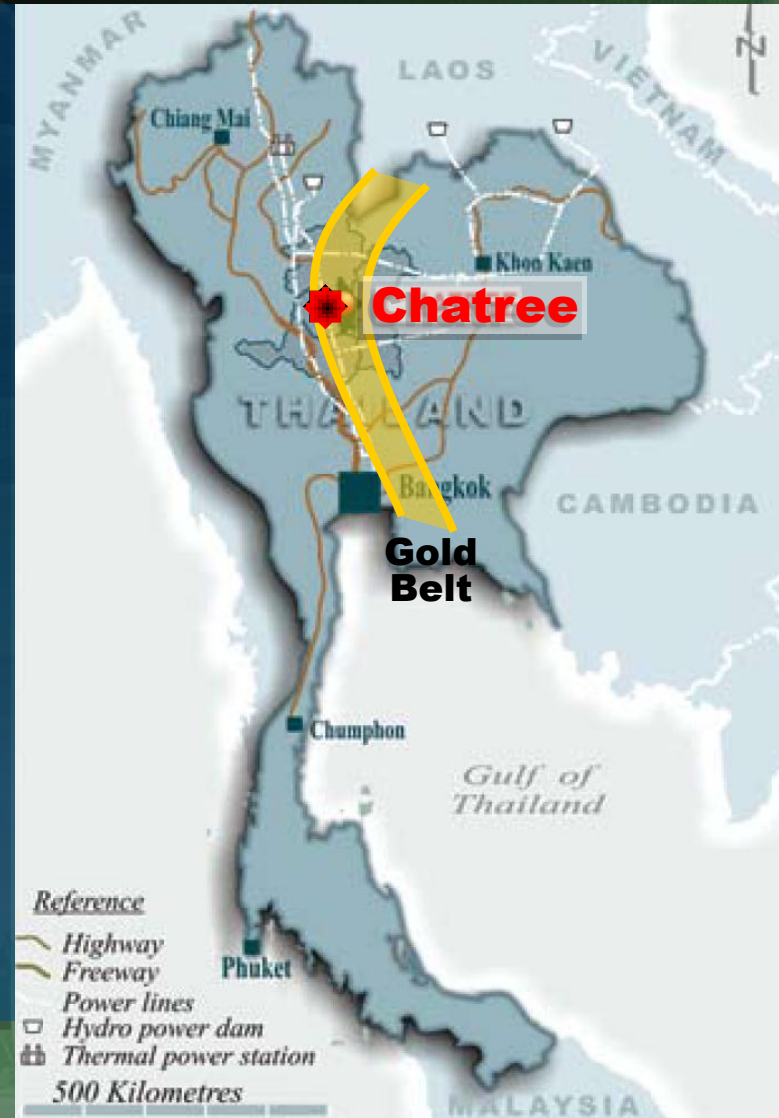 N
MYANMAR
LAOS
VIETNAM
Chiang Mai
Khon Kaen
Chatree
THAILAND
Bangkok
CAMBODIA
Gold
Belt
Chumphon
Gulf of
Thailand
Reference
Highway
Freeway
Phuket
Power lines
Hydro power dam
Thermal power station
500 Kilometres
MALAYSIA